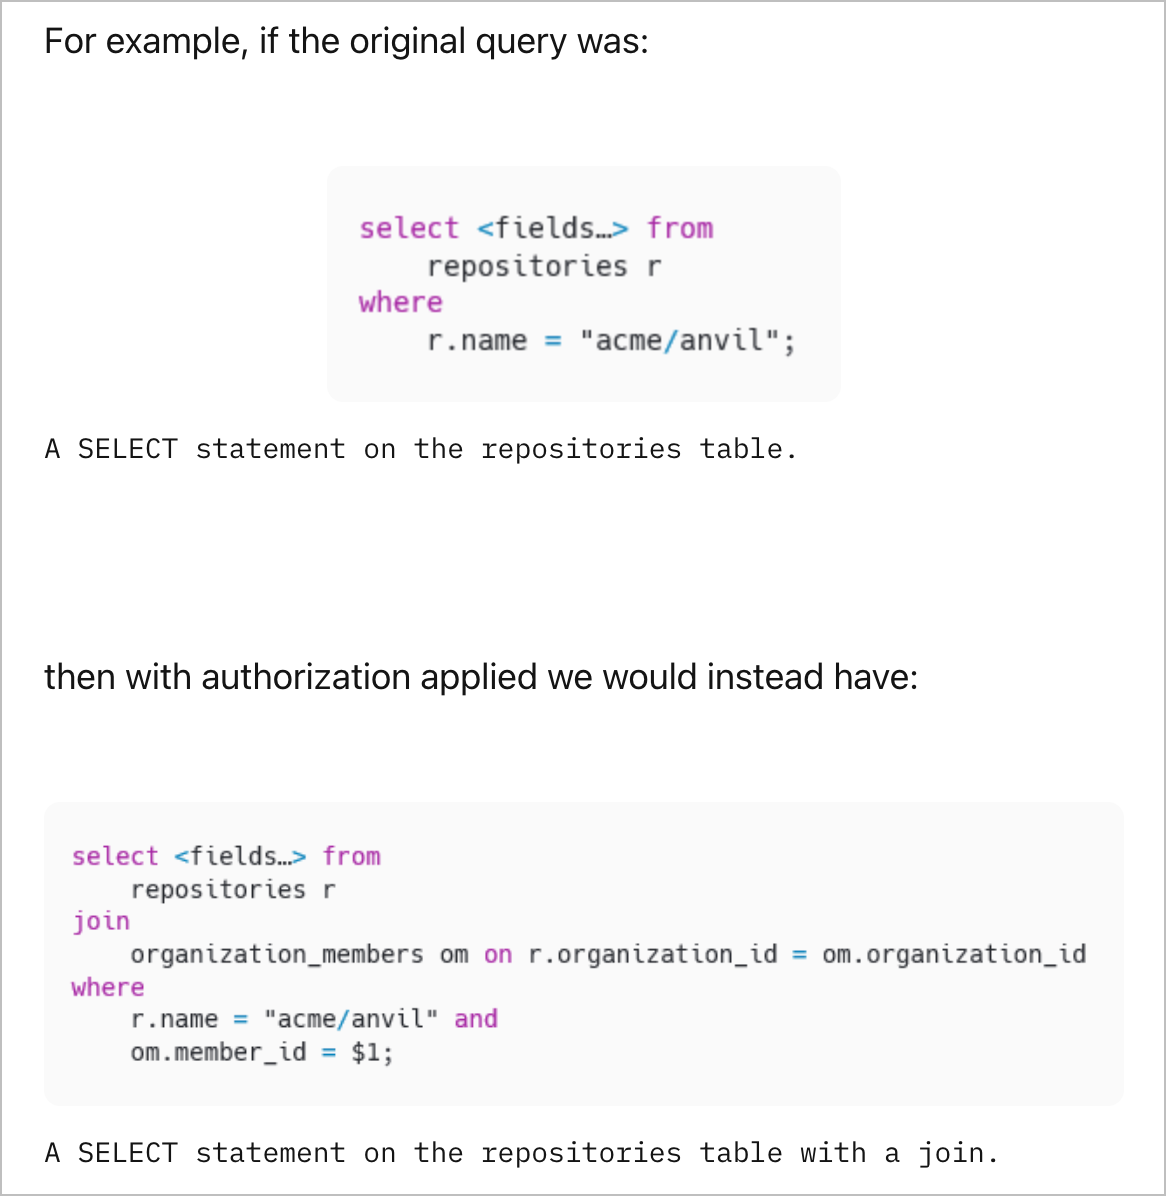 For example, if the original query was:
select <fields…> from
    repositories r
where
    r.name = "acme/anvil";
A SELECT statement on the repositories table.
then with authorization applied we would instead have:
select <fields…> from
    repositories r
join
    organization_members om on r.organization_id = om.organization_id
where
    r.name = "acme/anvil" and
    om.member_id = $1;
A SELECT statement on the repositories table with a join.